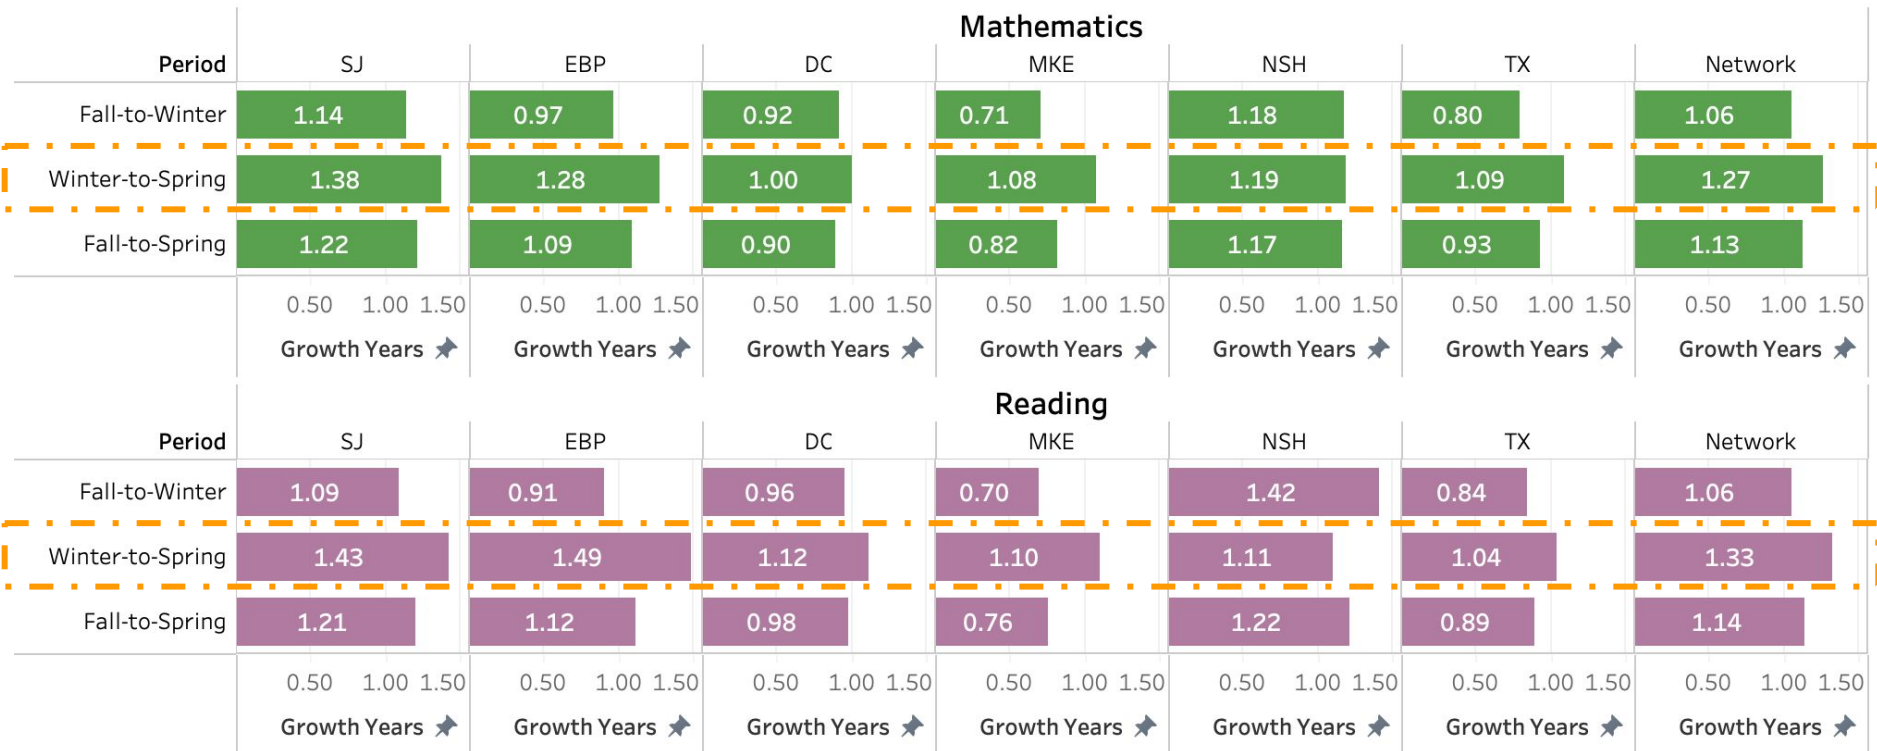 Mathematics
Period SJ EBP DC MKE NSH TX Network
Fall-to-Winter 1.14 0.97 0.92 0.71 1.18 0.80 1.06
Winter-to-Spring 1.38 1.28 1.00 1.08 1.19 1.09 1.27
Fall-to-Spring 1.22 1.09 0.90 0.82 1.17 0.93 1.13
0.50 1.00 1.50 0.50 1.00 1.50 0.50 1.00 1.50 0.50 1.00 1.50 0.50 1.00 1.50 0.50 1.00 1.50 0.50 1.00 1.50
Growth Years Growth Years Growth Years Growth Years Growth Years Growth Years Growth Years
Reading
Period SJ EBP DC MKE NSH TX Network
Fall-to-Winter 1.09 0.91 0.96 0.70 1.42 0.84 1.06
Winter-to-Spring 1.43 1.49 1.12 1.10 1.11 1.04 1.33
Fall-to-Spring 1.21 1.12 0.98 0.76 1.22 0.89 1.14
0.50 1.00 1.50 0.50 1.00 1.50 0.50 1.00 1.50 0.50 1.00 1.50 0.50 1.00 1.50 0.50 1.00 1.50 0.50 1.00 1.50
Growth Years Growth Years Growth Years Growth Years Growth Years Growth Years Growth Years